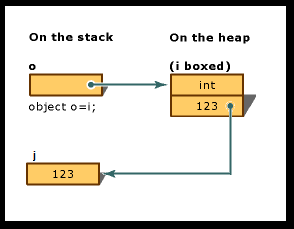 On the stack
On the heap
o
(i boxed)
int
123
object o=i;
j
123